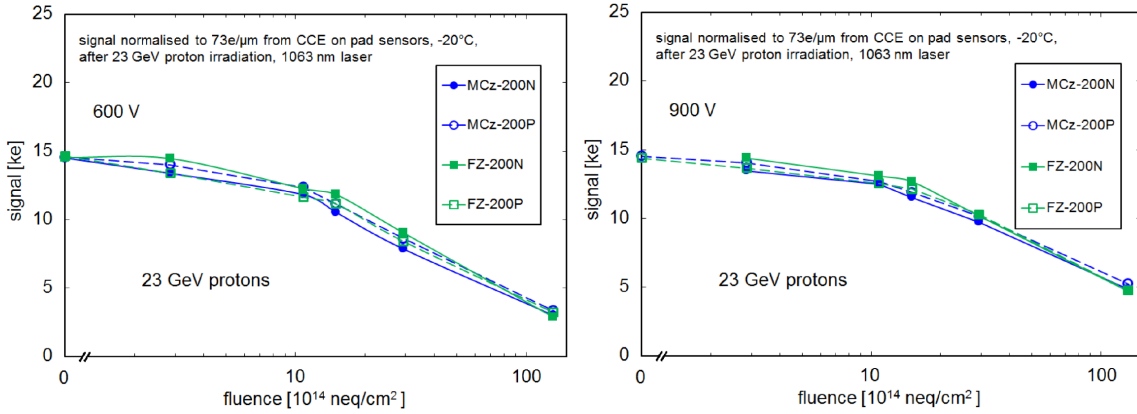 25
20
15
10
5
0
signal [ke]
signal normalised to 73e/µm from CCE on pad sensors, -20°C,
after 23 GeV proton irradiation, 1063 nm laser
600 V
MCz-200N
MCz-200P
FZ-200N
FZ-200P
23 GeV protons
0 10 100
fluence [10¹⁴ neq/cm²]
25
20
15
10
5
0
signal [ke]
signal normalised to 73e/µm from CCE on pad sensors, -20°C,
after 23 GeV proton irradiation, 1063 nm laser
900 V
MCz-200N
MCz-200P
FZ-200N
FZ-200P
23 GeV protons
0 10 100
fluence [10¹⁴ neq/cm²]